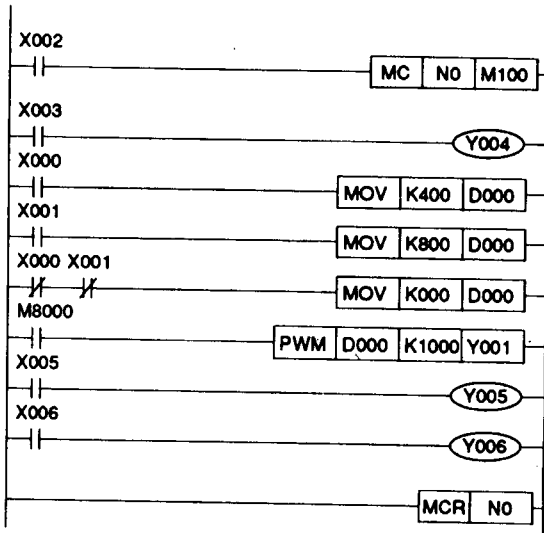 X002
MC N0 M100
X003
Y004
X000
MOV K400 D000
X001
MOV K800 D000
X000 X001
MOV K000 D000
M8000
PWM D000 K1000 Y001
X005
Y005
X006
Y006
MCR N0